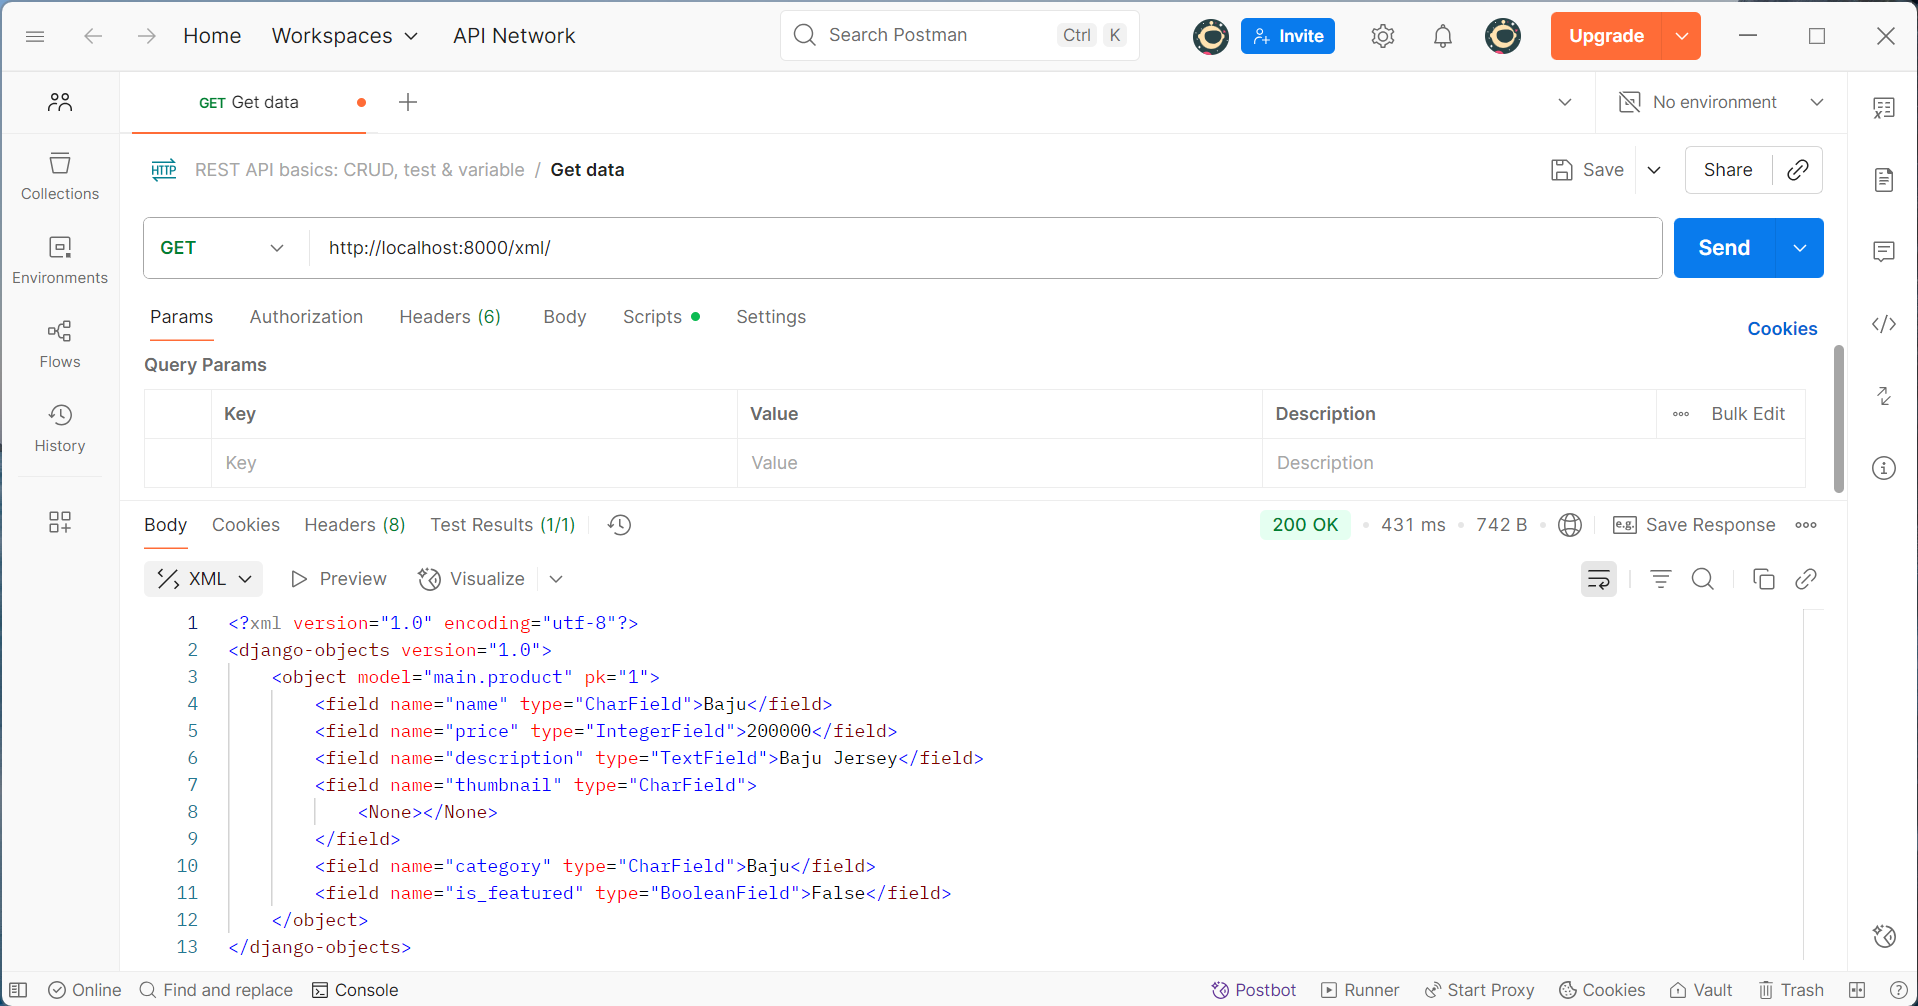 Home Workspaces API Network Search Postman Ctrl K Invite Upgrade
GET Get data No environment
HTTP REST API basics: CRUD, test & variable / Get data Save Share
Collections
GET http://localhost:8000/xml/ Send
Environments
Params Authorization Headers (6) Body Scripts Settings Cookies
Flows
Query Params
Key Value Description Bulk Edit
History
Key Value Description
Body Cookies Headers (8) Test Results (1/1) 200 OK 431 ms 742 B e.g. Save Response
XML Preview Visualize
1 <?xml version="1.0" encoding="utf-8"?>
2 <django-objects version="1.0">
3 <object model="main.product" pk="1">
4 <field name="name" type="CharField">Baju</field>
5 <field name="price" type="IntegerField">200000</field>
6 <field name="description" type="TextField">Baju Jersey</field>
7 <field name="thumbnail" type="CharField">
8 <None></None>
9 </field>
10 <field name="category" type="CharField">Baju</field>
11 <field name="is_featured" type="BooleanField">False</field>
12 </object>
13 </django-objects>
Online Find and replace Console Postbot Runner Start Proxy Cookies Vault Trash